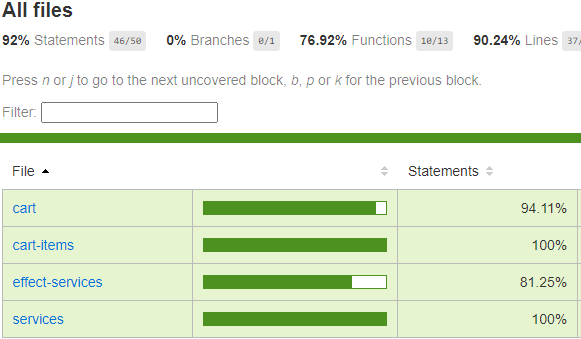 All files
92% Statements 46/50 0% Branches 0/1 76.92% Functions 10/13 90.24% Lines 37/
Press n or j to go to the next uncovered block, b, p or k for the previous block.
Filter:
File Statements
cart 94.11%
cart-items 100%
effect-services 81.25%
services 100%